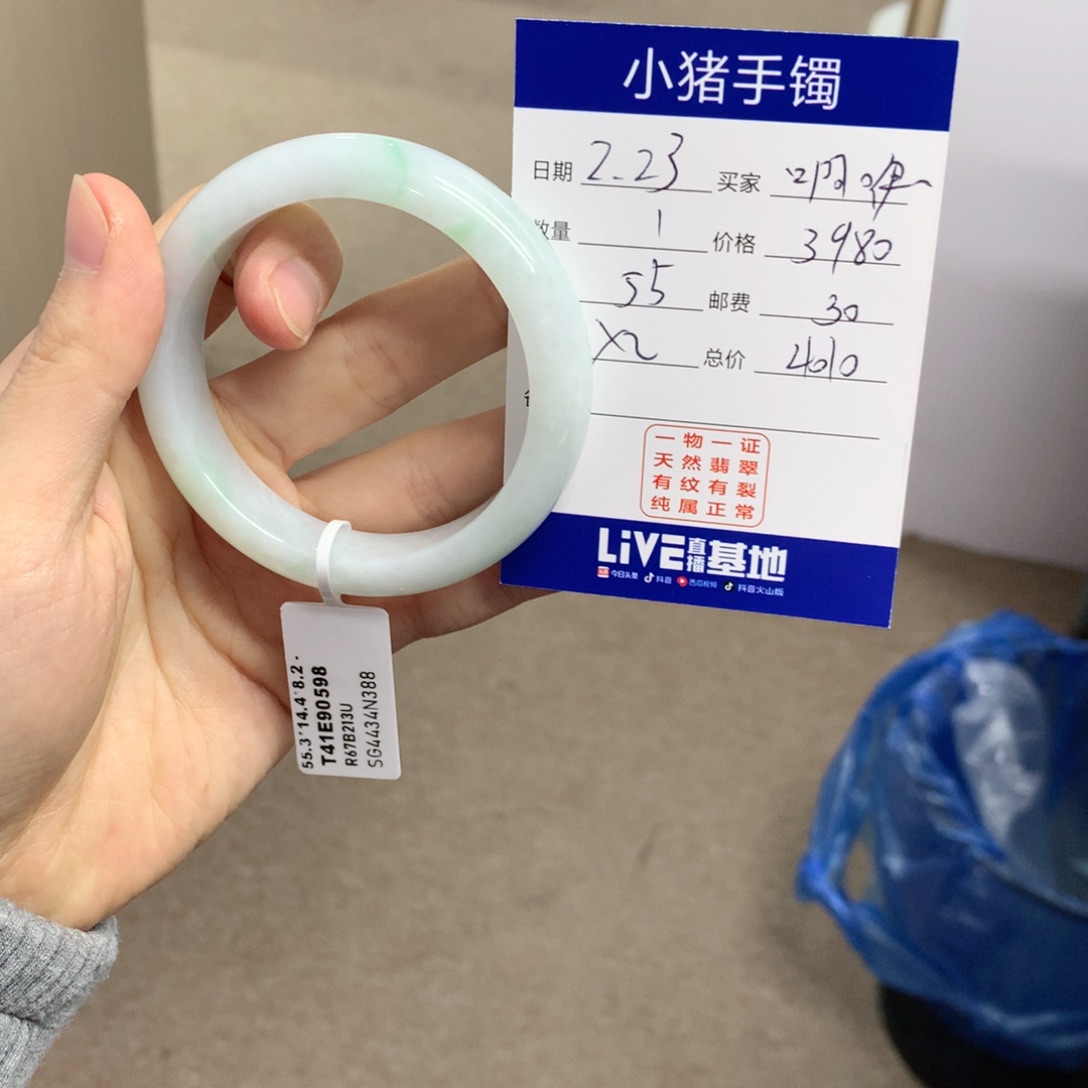 小猪手镯
日期 2.23 买家
数量 1 价格 3980
55 邮费 30
X2 总价 4010
一物一证
天然翡翠
有纹有裂
纯属正常
LiVE直播基地
今日头条 抖音 西瓜视频 抖音火山版
55.3*14.4*8.2*
T41E90598
R67B213U
SG4434N388